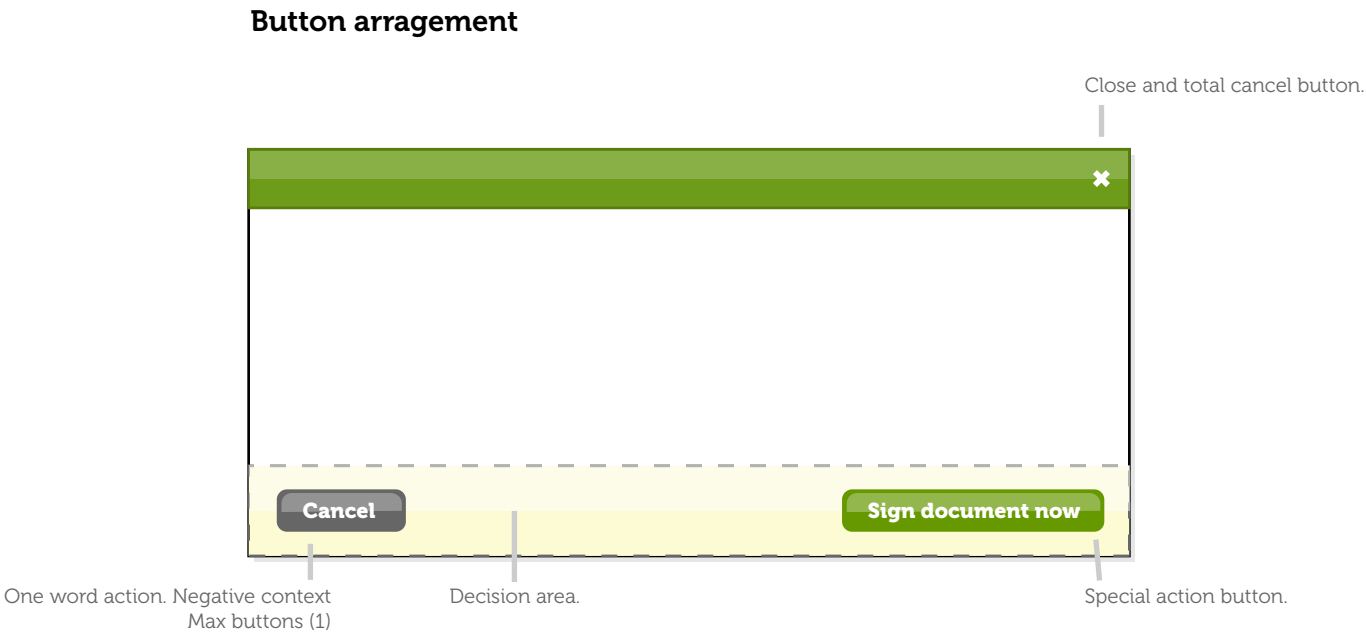 Button arragement
Close and total cancel button.
Cancel
Sign document now
One word action. Negative context
Max buttons (1)
Decision area.
Special action button.